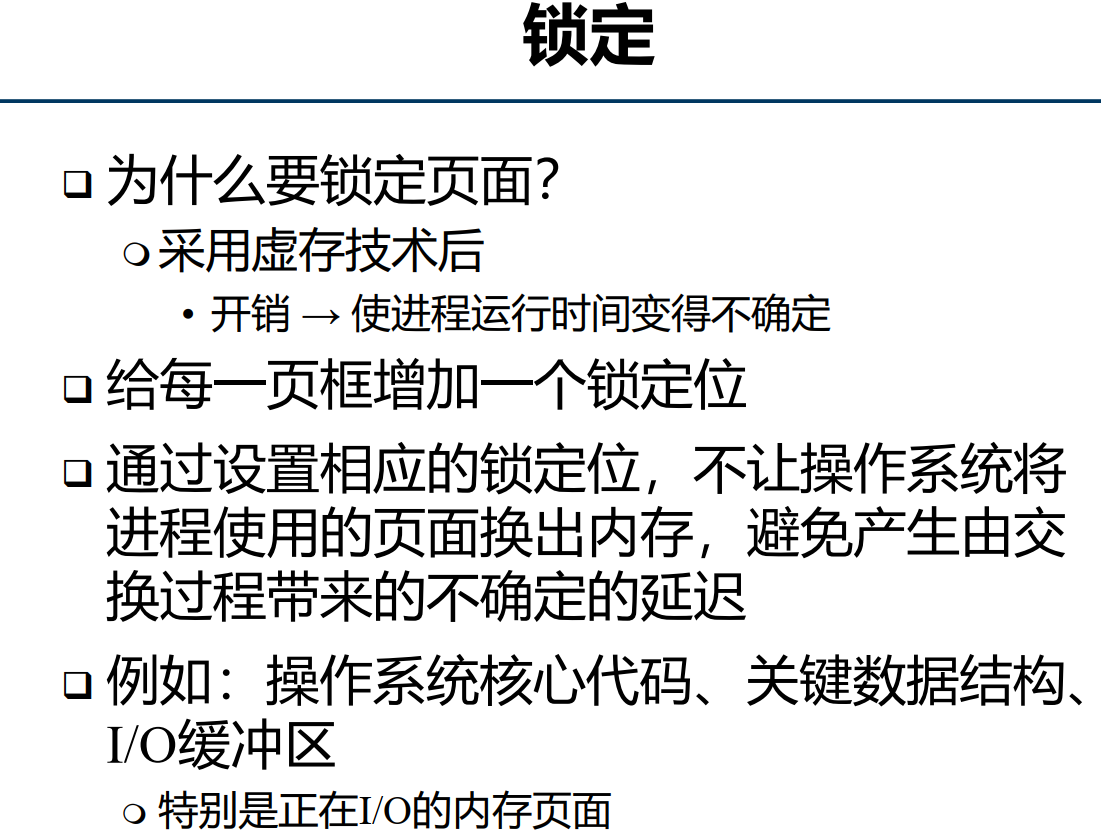 锁定
❑ 为什么要锁定页面?
❍ 采用虚存技术后
• 开销 → 使进程运行时间变得不确定
❑ 给每一页框增加一个锁定位
❑ 通过设置相应的锁定位，不让操作系统将
进程使用的页面换出内存，避免产生由交
换过程带来的不确定的延迟
❑ 例如：操作系统核心代码、关键数据结构、
I/O缓冲区
❍ 特别是正在I/O的内存页面